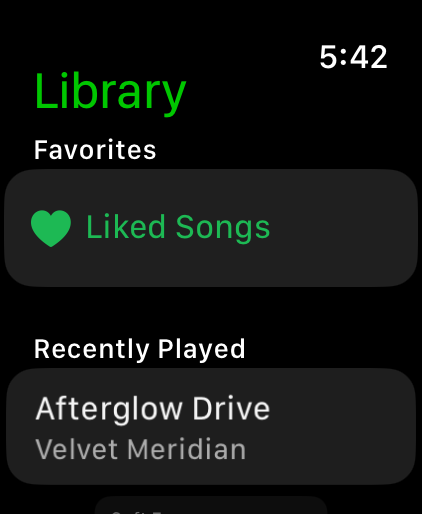 5:42
Library
Favorites
Liked Songs
Recently Played
Afterglow Drive
Velvet Meridian